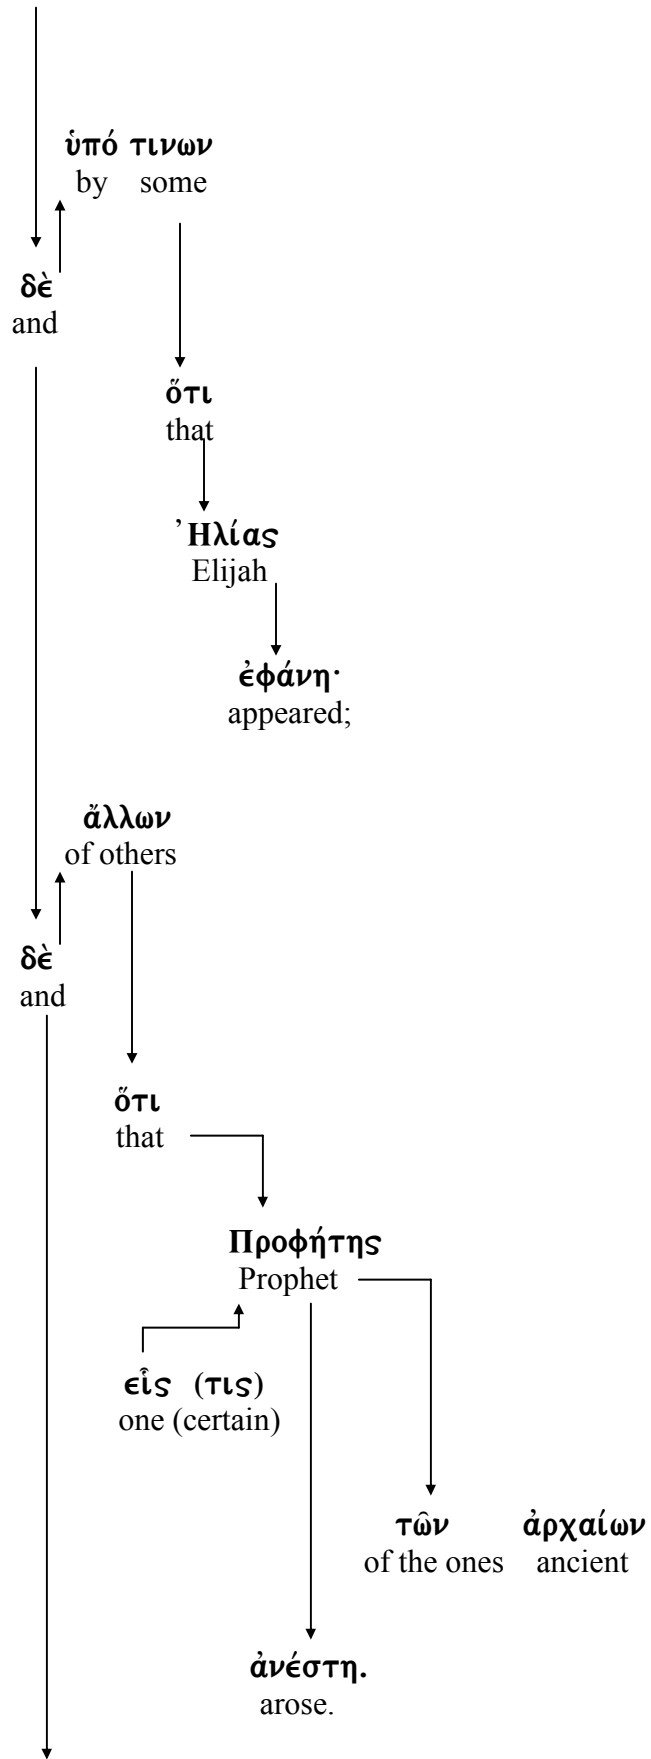 ὑπό τινων
by some
δὲ
and
ὅτι
that
᾿Ηλίας
Elijah
ἐφάνη·
appeared;
ἄλλων
of others
δὲ
and
ὅτι
that
Προφήτης
Prophet
εἷς (τις)
one (certain)
τῶν ἀρχαίων
of the ones ancient
ἀνέστη.
arose.